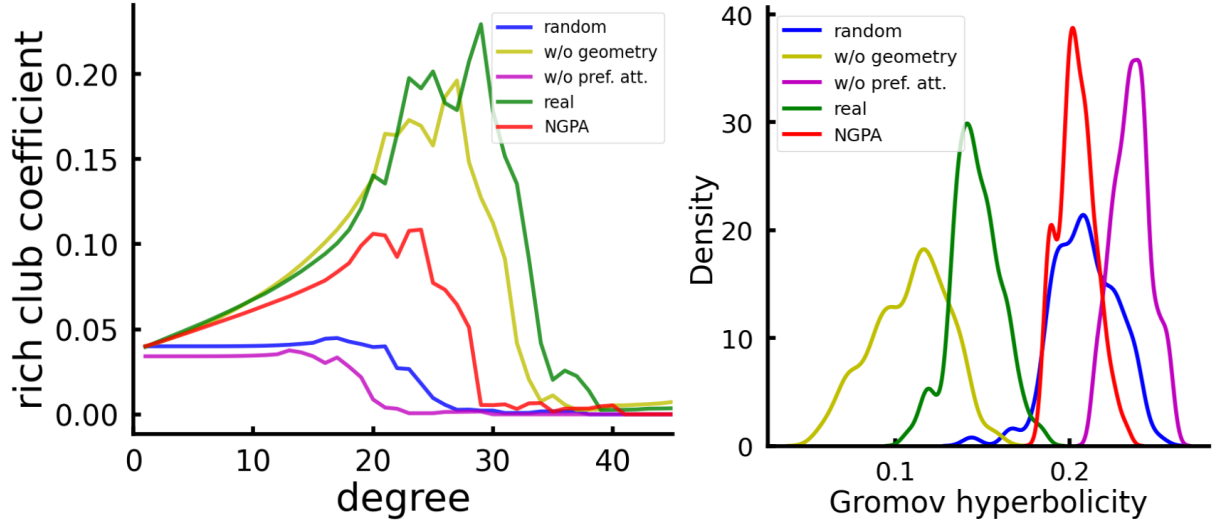 rich club coefficient
0.20
0.15
0.10
0.05
0.00
random
w/o geometry
w/o pref. att.
real
NGPA
0
10
20
30
40
degree
Density
40
30
20
10
0
random
w/o geometry
w/o pref. att.
real
NGPA
0.1
0.2
Gromov hyperbolicity